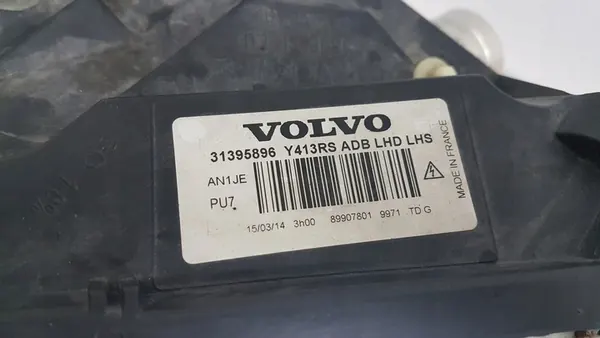 VOLVO
31395896 Y413RS ADB LHD LHS
AN1JE
PU7
15/03/14 3h00 89907801 9971 TD G
MADE IN FRANCE